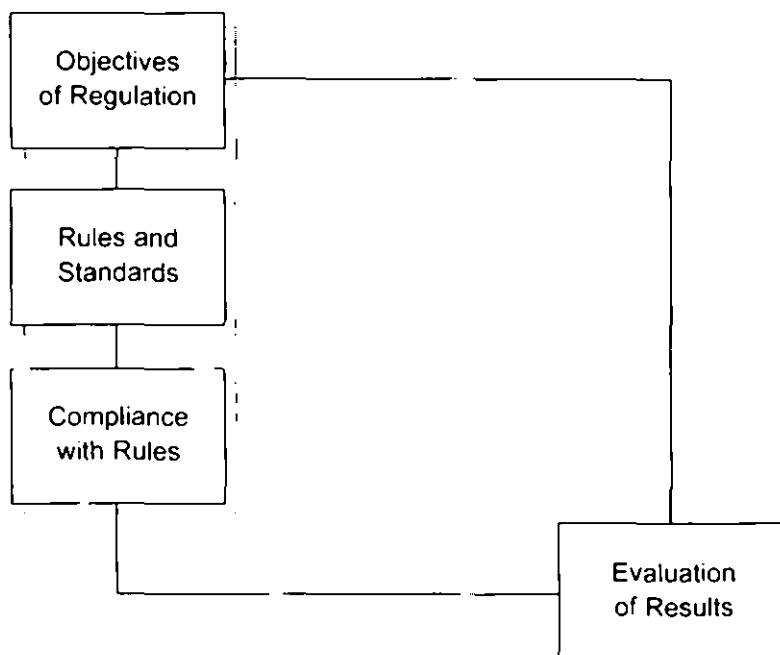 Objectives
of Regulation
Rules and
Standards
Compliance
with Rules
Evaluation
of Results